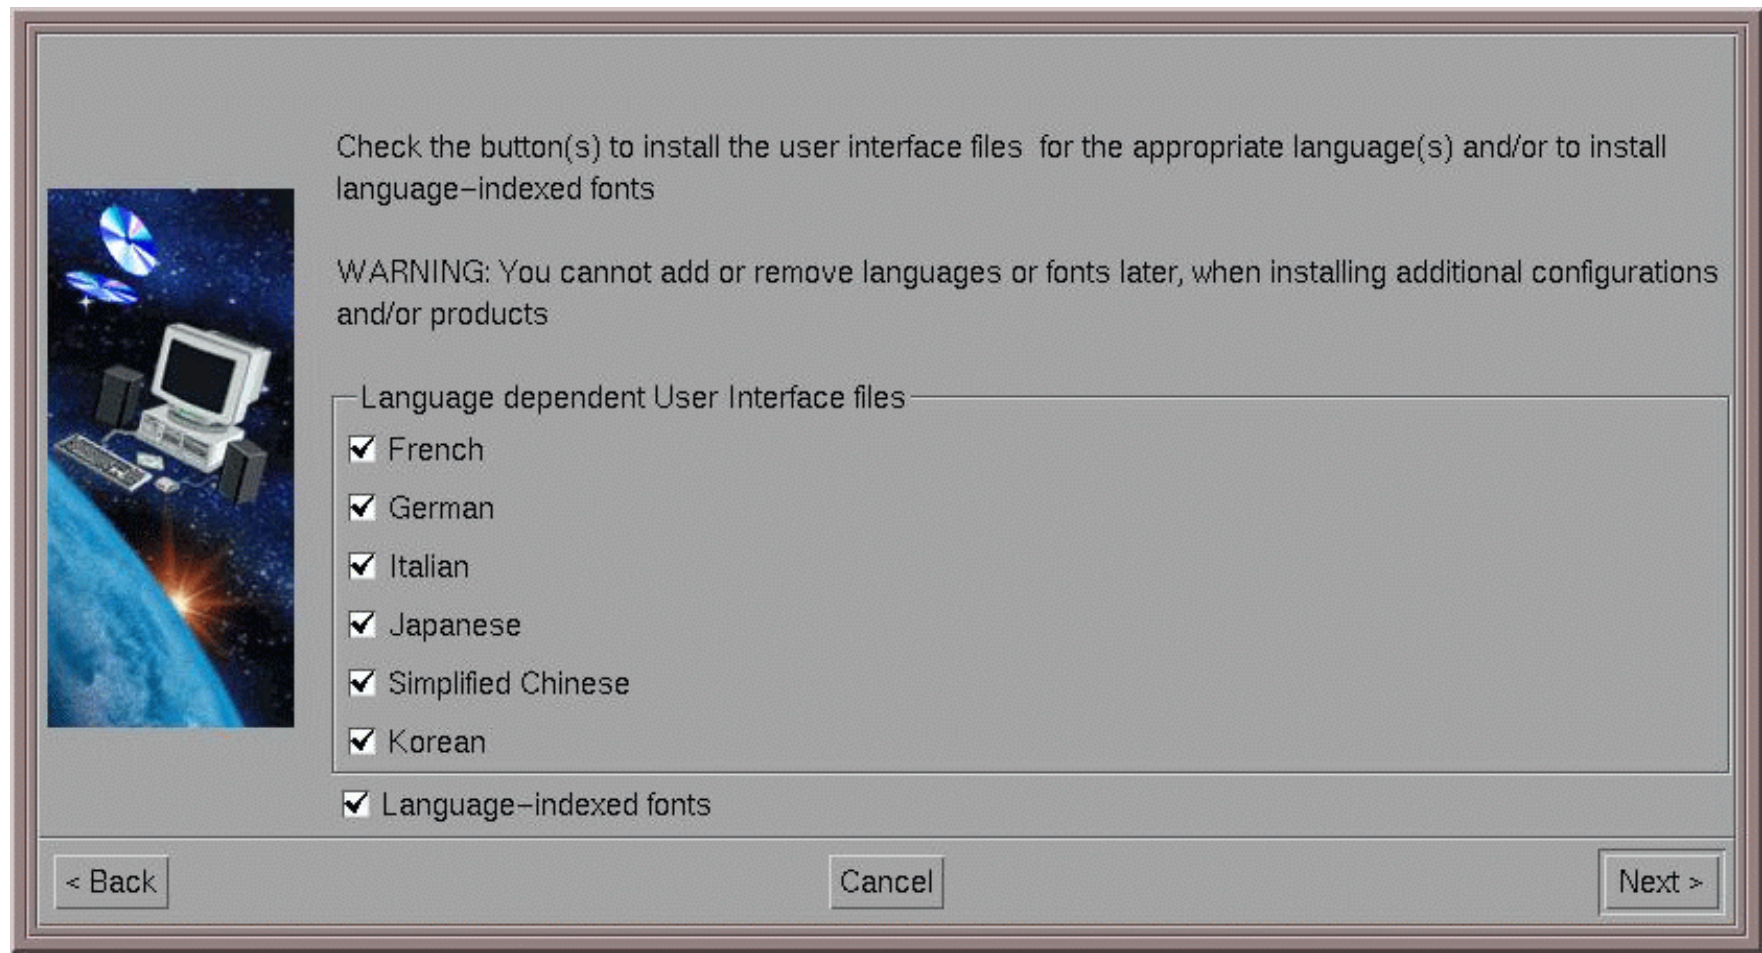 Check the button(s) to install the user interface files  for the appropriate language(s) and/or to install
language–indexed fonts
WARNING: You cannot add or remove languages or fonts later, when installing additional configurations
and/or products
Language dependent User Interface files
French
German
Italian
Japanese
Simplified Chinese
Korean
Language–indexed fonts
< Back
Cancel
Next >